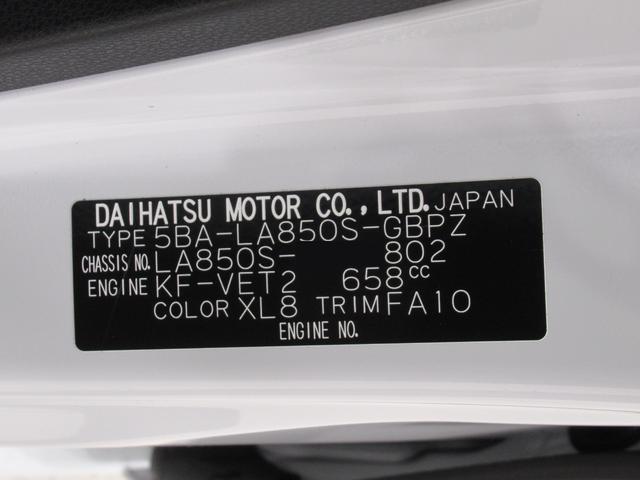 DAIHATSU MOTOR CO.,LTD. JAPAN
TYPE 5BA-LA850S-GBPZ
CHASSIS NO. LA850S- 802
ENGINE KF-VET2 658cc
COLOR XL8 TRIM FA10
ENGINE NO.